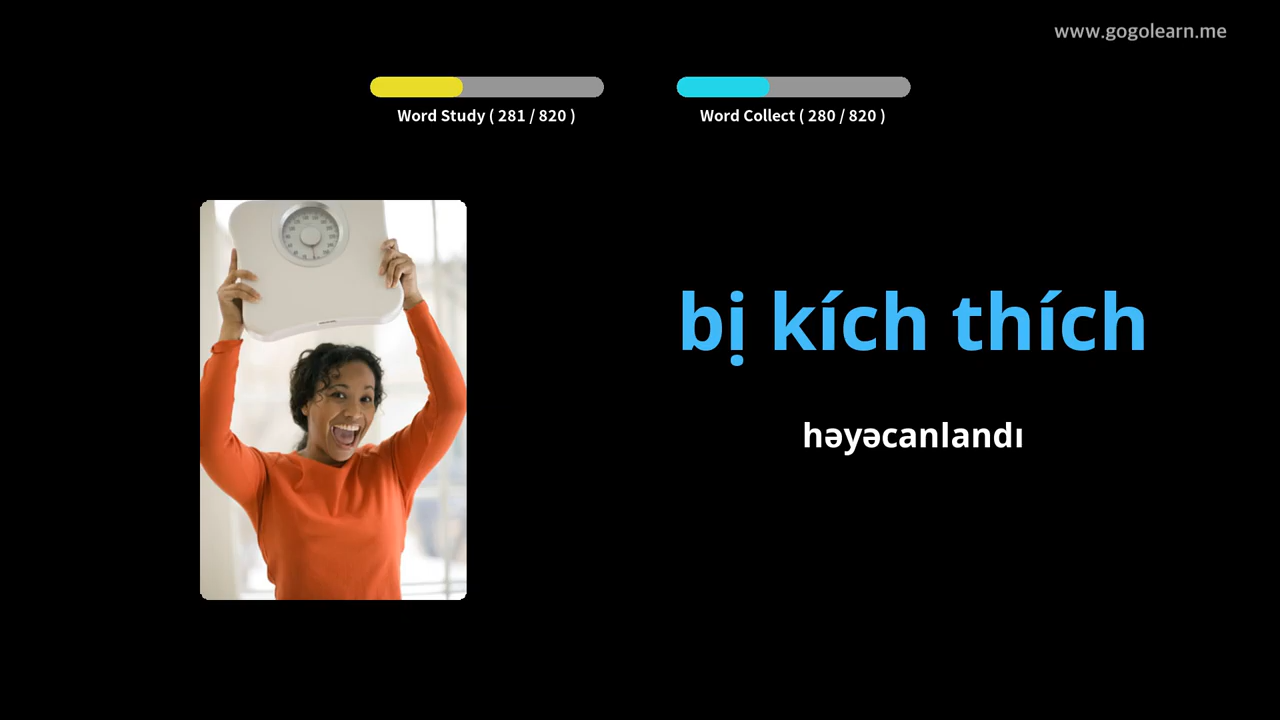 www.gogolearn.me
Word Study ( 281 / 820 )
Word Collect ( 280 / 820 )
bị kích thích
həyəcanlandı